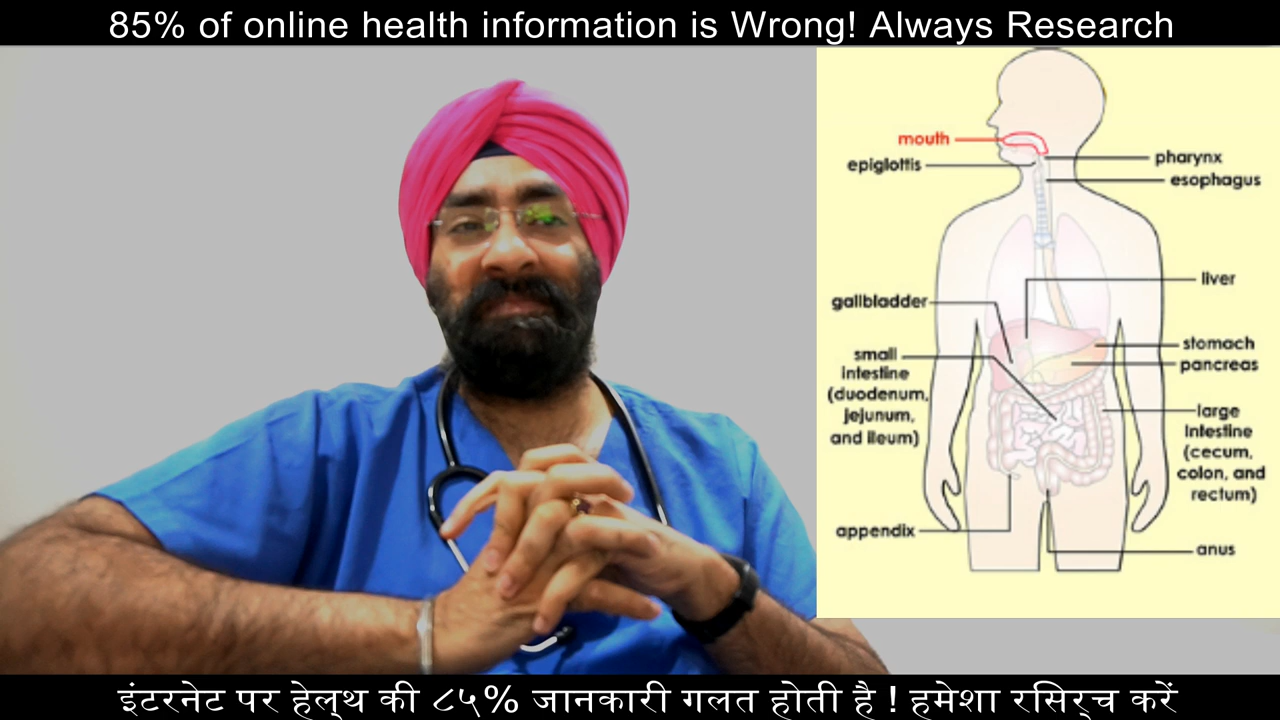 85% of online health information is Wrong! Always Research
mouth
epiglottis
pharynx
esophagus
liver
gallbladder
small
intestine
(duodenum,
jejunum,
and ileum)
stomach
pancreas
large
intestine
(cecum,
colon, and
rectum)
appendix
anus
इंटरनेट पर हेल्थ की ८५% जानकारी गलत होती है ! हमेशा रसिर्च करें